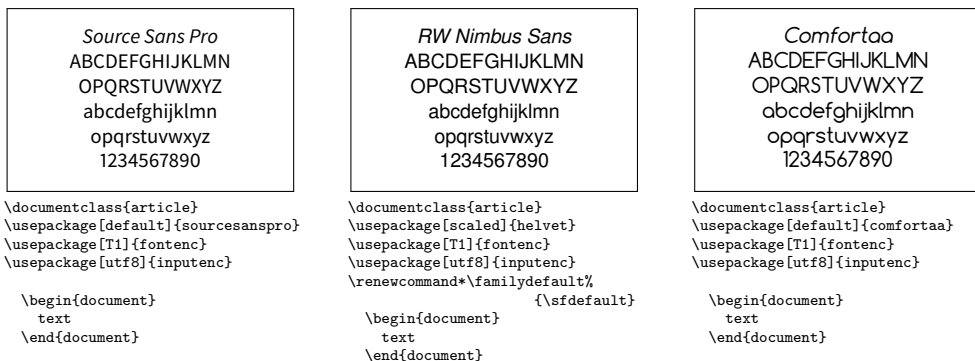 Source Sans Pro
ABCDEFGHIJKLMN
OPQRSTUVWXYZ
abcdefghijklmn
opqrstuvwxyz
1234567890
\documentclass{article}
\usepackage[default]{sourcesanspro}
\usepackage[T1]{fontenc}
\usepackage[utf8]{inputenc}
\begin{document}
text
\end{document}
RW Nimbus Sans
ABCDEFGHIJKLMN
OPQRSTUVWXYZ
abcdefghijklmn
opqrstuvwxyz
1234567890
\documentclass{article}
\usepackage[scaled]{helvet}
\usepackage[T1]{fontenc}
\usepackage[utf8]{inputenc}
\renewcommand*\familydefault%
{\sfdefault}
\begin{document}
text
\end{document}
Comfortaa
ABCDEFGHIJKLMN
OPQRSTUVWXYZ
abcdefghijklmn
opqrstuvwxyz
1234567890
\documentclass{article}
\usepackage[default]{comfortaa}
\usepackage[T1]{fontenc}
\usepackage[utf8]{inputenc}
\begin{document}
text
\end{document}